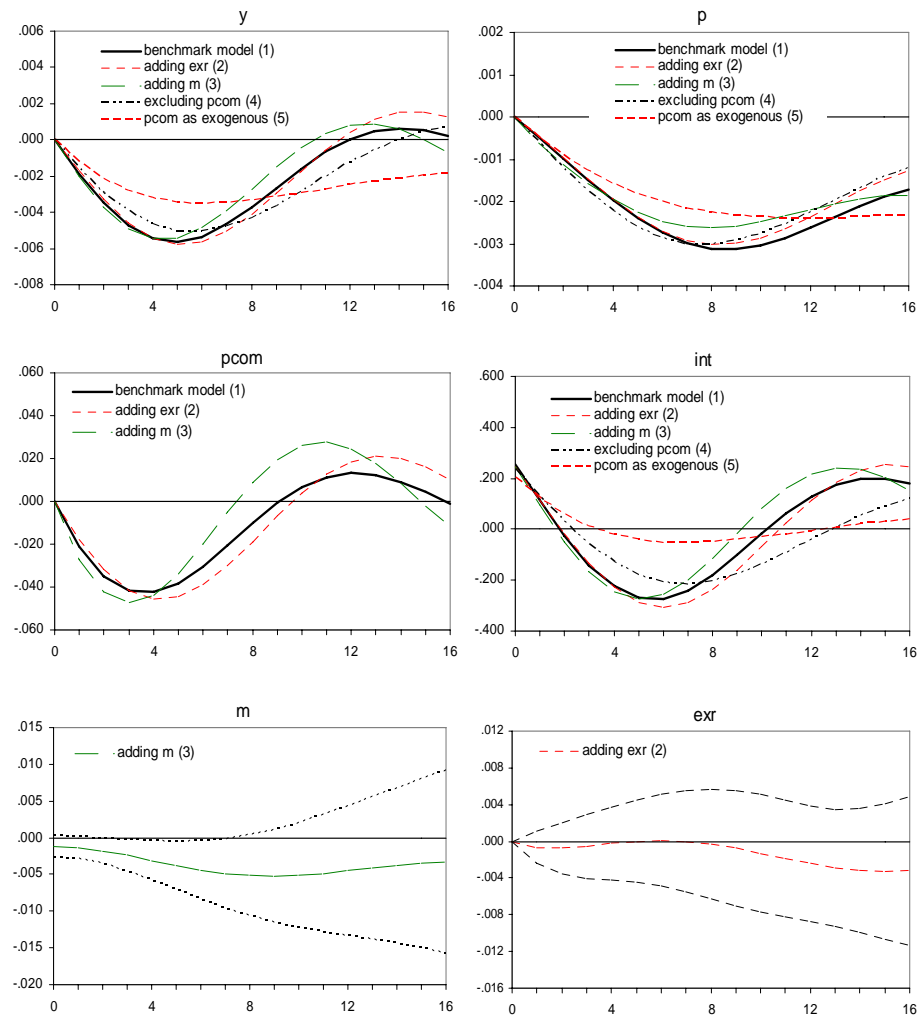 y
.006
.004
.002
.000
-.002
-.004
-.006
-.008
benchmark model (1)
adding exr (2)
adding m (3)
excluding pcom (4)
pcom as exogenous (5)
0 4 8 12 16
p
.002
.001
.000
-.001
-.002
-.003
-.004
benchmark model (1)
adding exr (2)
adding m (3)
excluding pcom (4)
pcom as exogenous (5)
0 4 8 12 16
pcom
.060
.040
.020
.000
-.020
-.040
-.060
benchmark model (1)
adding exr (2)
adding m (3)
0 4 8 12 16
int
.600
.400
.200
.000
-.200
-.400
benchmark model (1)
adding exr (2)
adding m (3)
excluding pcom (4)
pcom as exogenous (5)
0 4 8 12 16
m
.015
.010
.005
.000
-.005
-.010
-.015
-.020
adding m (3)
0 4 8 12 16
exr
.012
.008
.004
.000
-.004
-.008
-.012
-.016
adding exr (2)
0 4 8 12 16